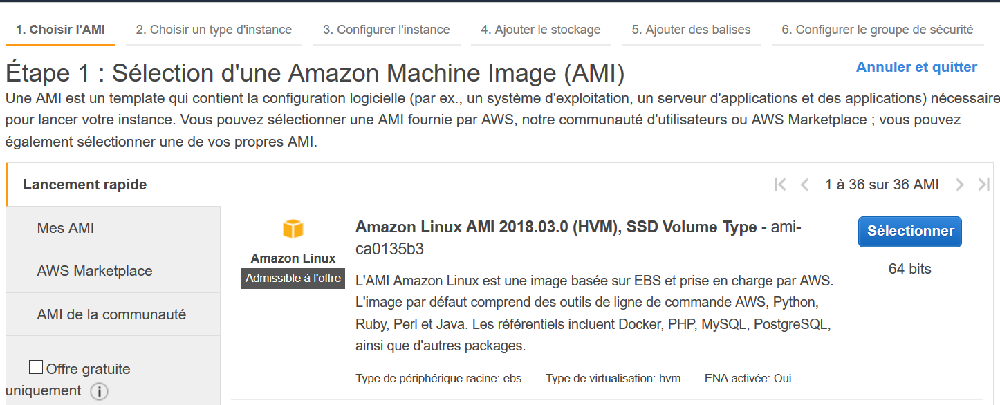 1. Choisir l'AMI 2. Choisir un type d'instance 3. Configurer l'instance 4. Ajouter le stockage 5. Ajouter des balises 6. Configurer le groupe de sécurité
Étape 1 : Sélection d'une Amazon Machine Image (AMI)
Annuler et quitter
Une AMI est un template qui contient la configuration logicielle (par ex., un système d'exploitation, un serveur d'applications et des applications) nécessaire
pour lancer votre instance. Vous pouvez sélectionner une AMI fournie par AWS, notre communauté d'utilisateurs ou AWS Marketplace ; vous pouvez
également sélectionner une de vos propres AMI.
Lancement rapide
1 à 36 sur 36 AMI
Mes AMI
AWS Marketplace
AMI de la communauté
Offre gratuite
uniquement
Amazon Linux
Admissible à l'offre
Amazon Linux AMI 2018.03.0 (HVM), SSD Volume Type - ami-
ca0135b3
L'AMI Amazon Linux est une image basée sur EBS et prise en charge par AWS.
L'image par défaut comprend des outils de ligne de commande AWS, Python,
Ruby, Perl et Java. Les référentiels incluent Docker, PHP, MySQL, PostgreSQL,
ainsi que d'autres packages.
Type de périphérique racine: ebs Type de virtualisation: hvm ENA activée: Oui
Sélectionner
64 bits